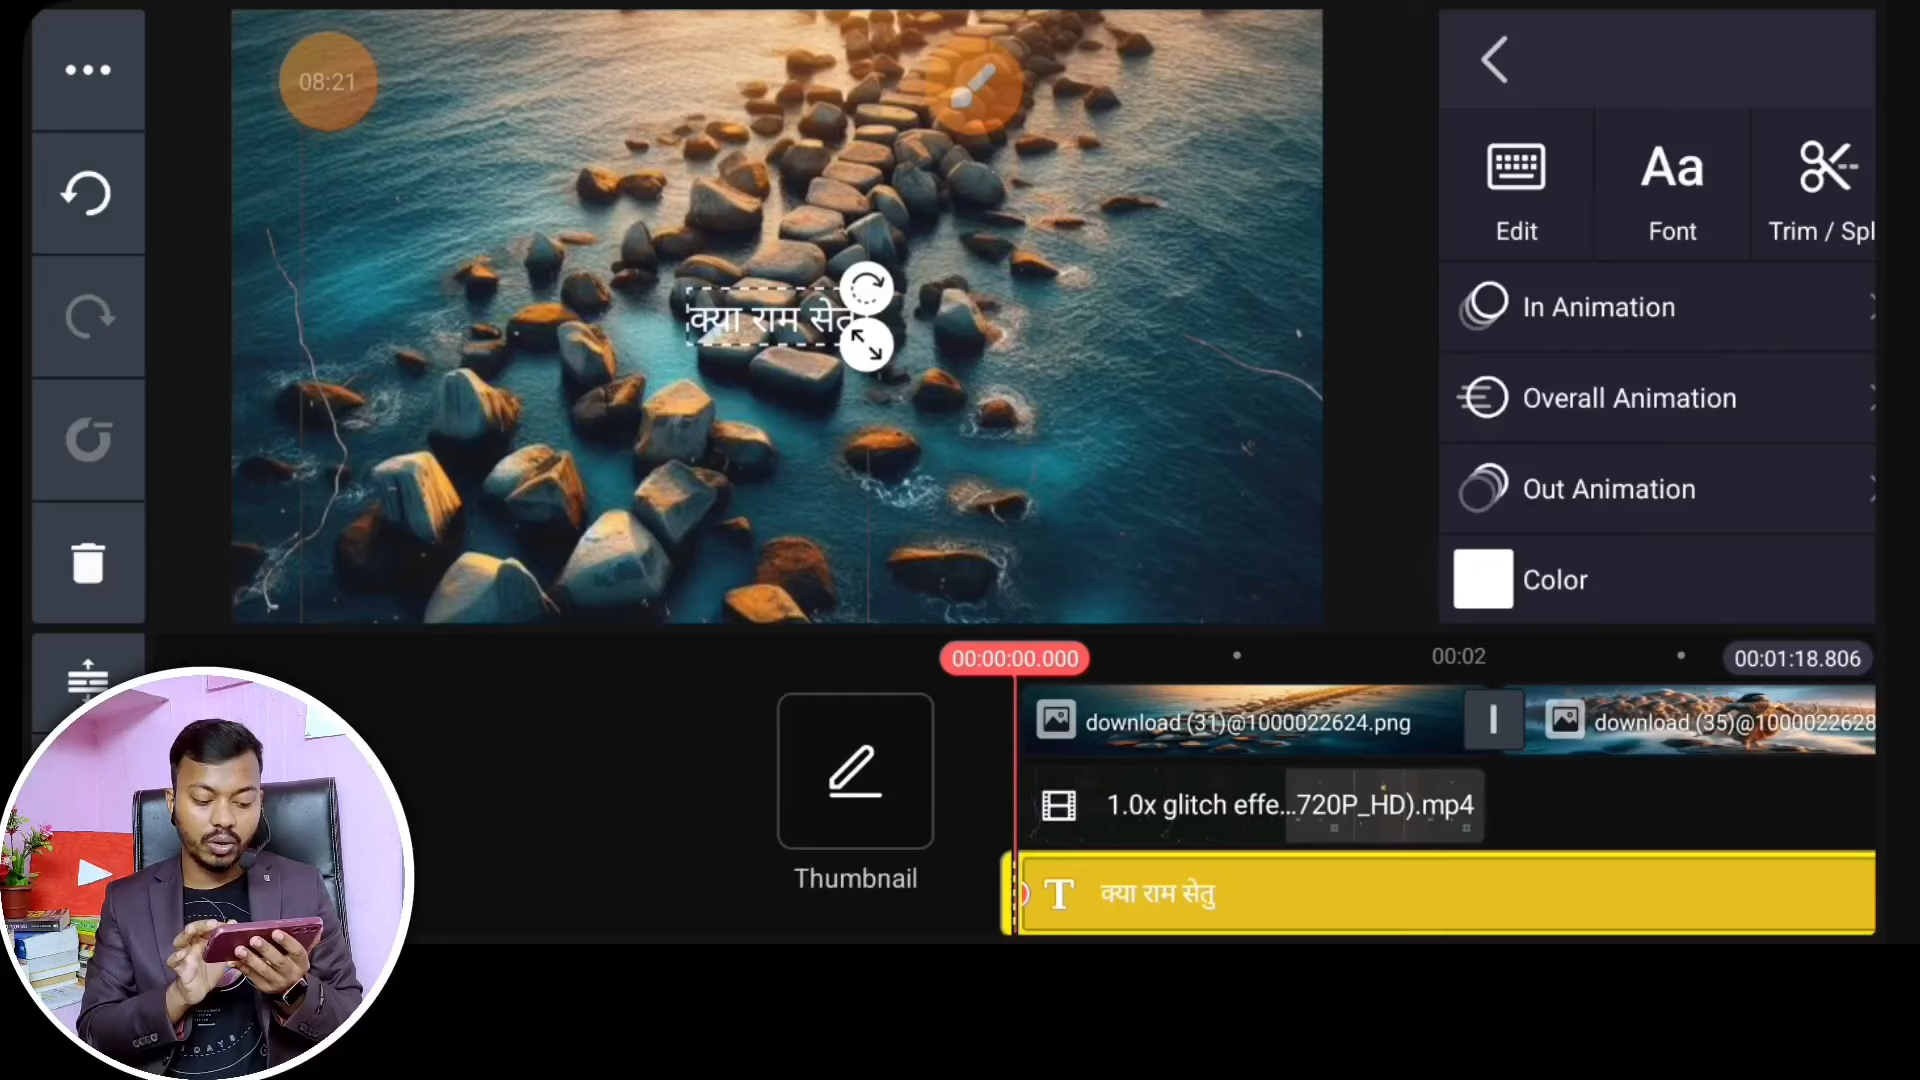 08:21
क्या राम सेतु
Edit
Aa
Font
Trim / Spl
In Animation
Overall Animation
Out Animation
Color
00:00:00.000
00:02
00:01:18.806
download (31)@1000022624.png
download (35)@1000022628
1.0x glitch effe...720P_HD).mp4
Thumbnail
T क्या राम सेतु